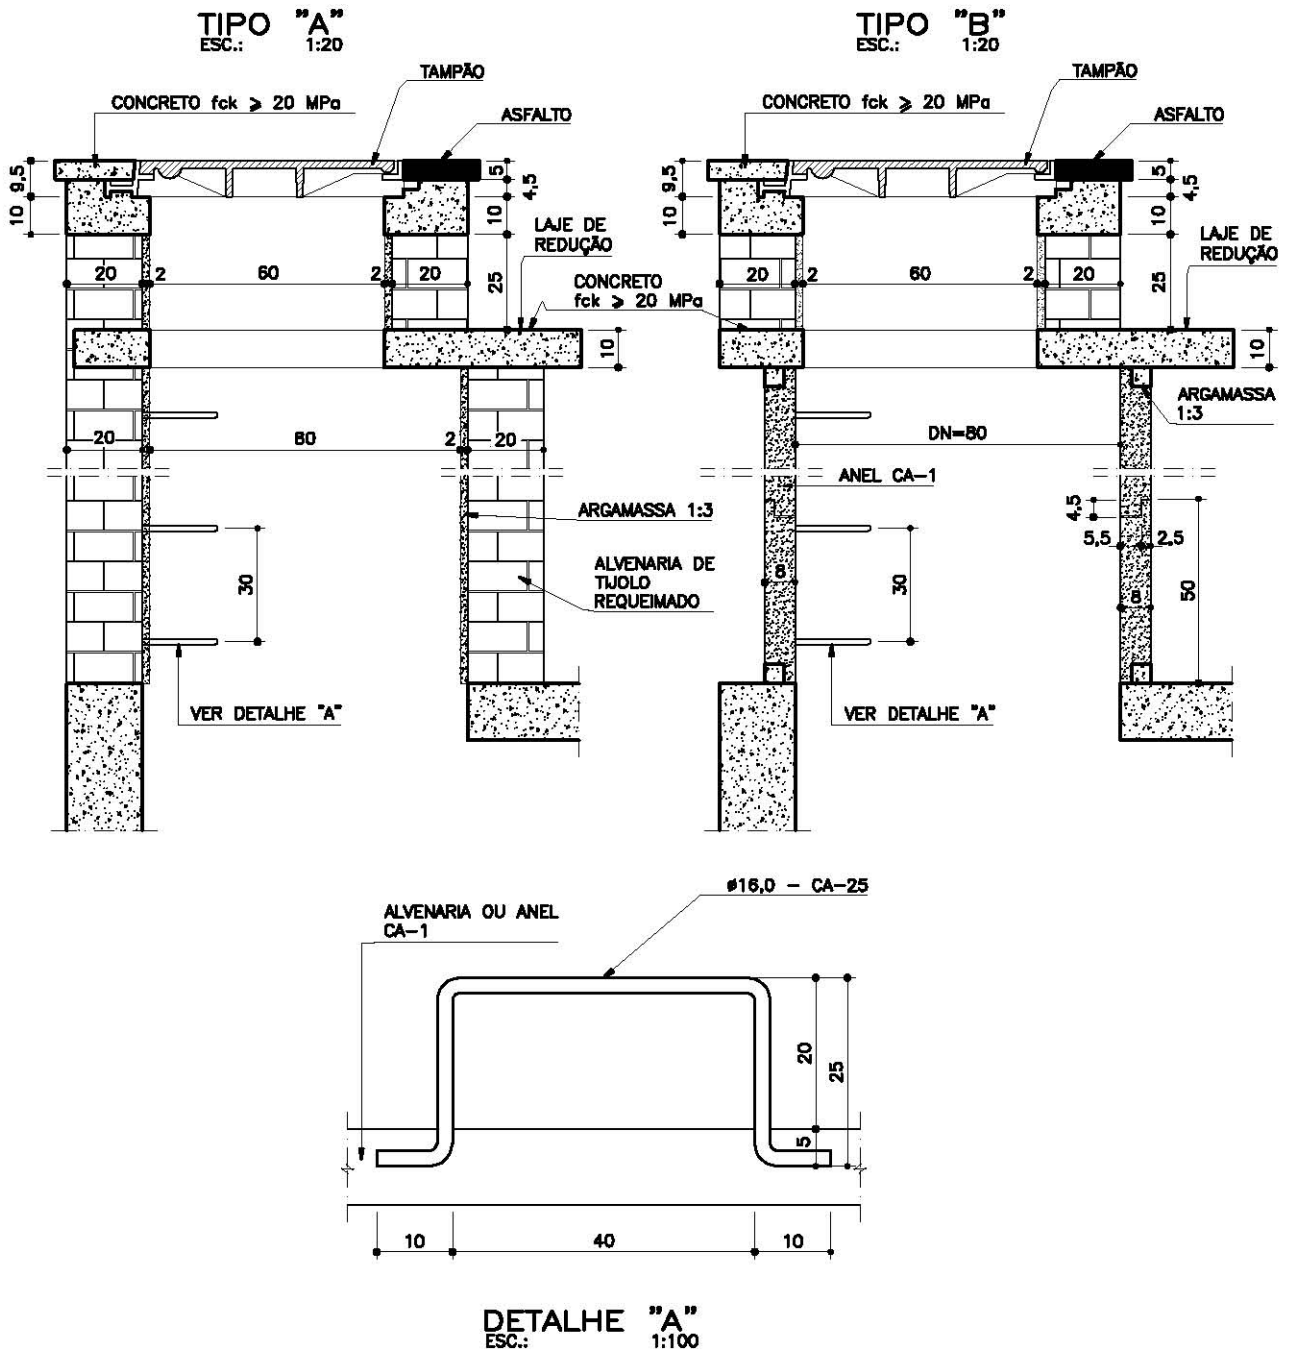 TIPO "A"
ESC.: 1:20
TAMPÃO
CONCRETO fck ⩾ 20 MPa
ASFALTO
9,5
10
5
4,5
10
25
LAJE DE
REDUÇÃO
CONCRETO
fck ⩾ 20 MPa
20
2
60
2
20
10
20
80
2
20
ARGAMASSA 1:3
30
ALVENARIA DE
TIJOLO
REQUEIMADO
VER DETALHE "A"
TIPO "B"
ESC.: 1:20
TAMPÃO
CONCRETO fck ⩾ 20 MPa
ASFALTO
9,5
10
5
4,5
10
25
LAJE DE
REDUÇÃO
20
2
60
2
20
10
ARGAMASSA
1:3
DN=80
ANEL CA-1
4,5
5,5
2,5
8
30
8
50
VER DETALHE "A"
ø16,0 - CA-25
ALVENARIA OU ANEL
CA-1
20
25
5
10
40
10
DETALHE "A"
ESC.: 1:100